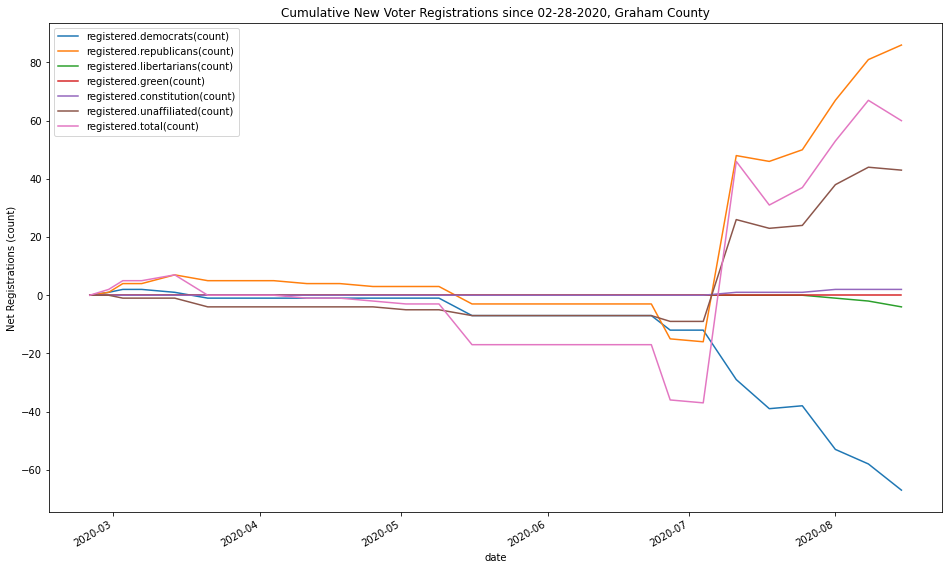 Cumulative New Voter Registrations since 02-28-2020, Graham County
registered.democrats(count)
registered.republicans(count)
registered.libertarians(count)
registered.green(count)
registered.constitution(count)
registered.unaffiliated(count)
registered.total(count)
Net Registrations (count)
80
60
40
20
0
−20
−40
−60
2020-03
2020-04
2020-05
2020-06
2020-07
2020-08
date